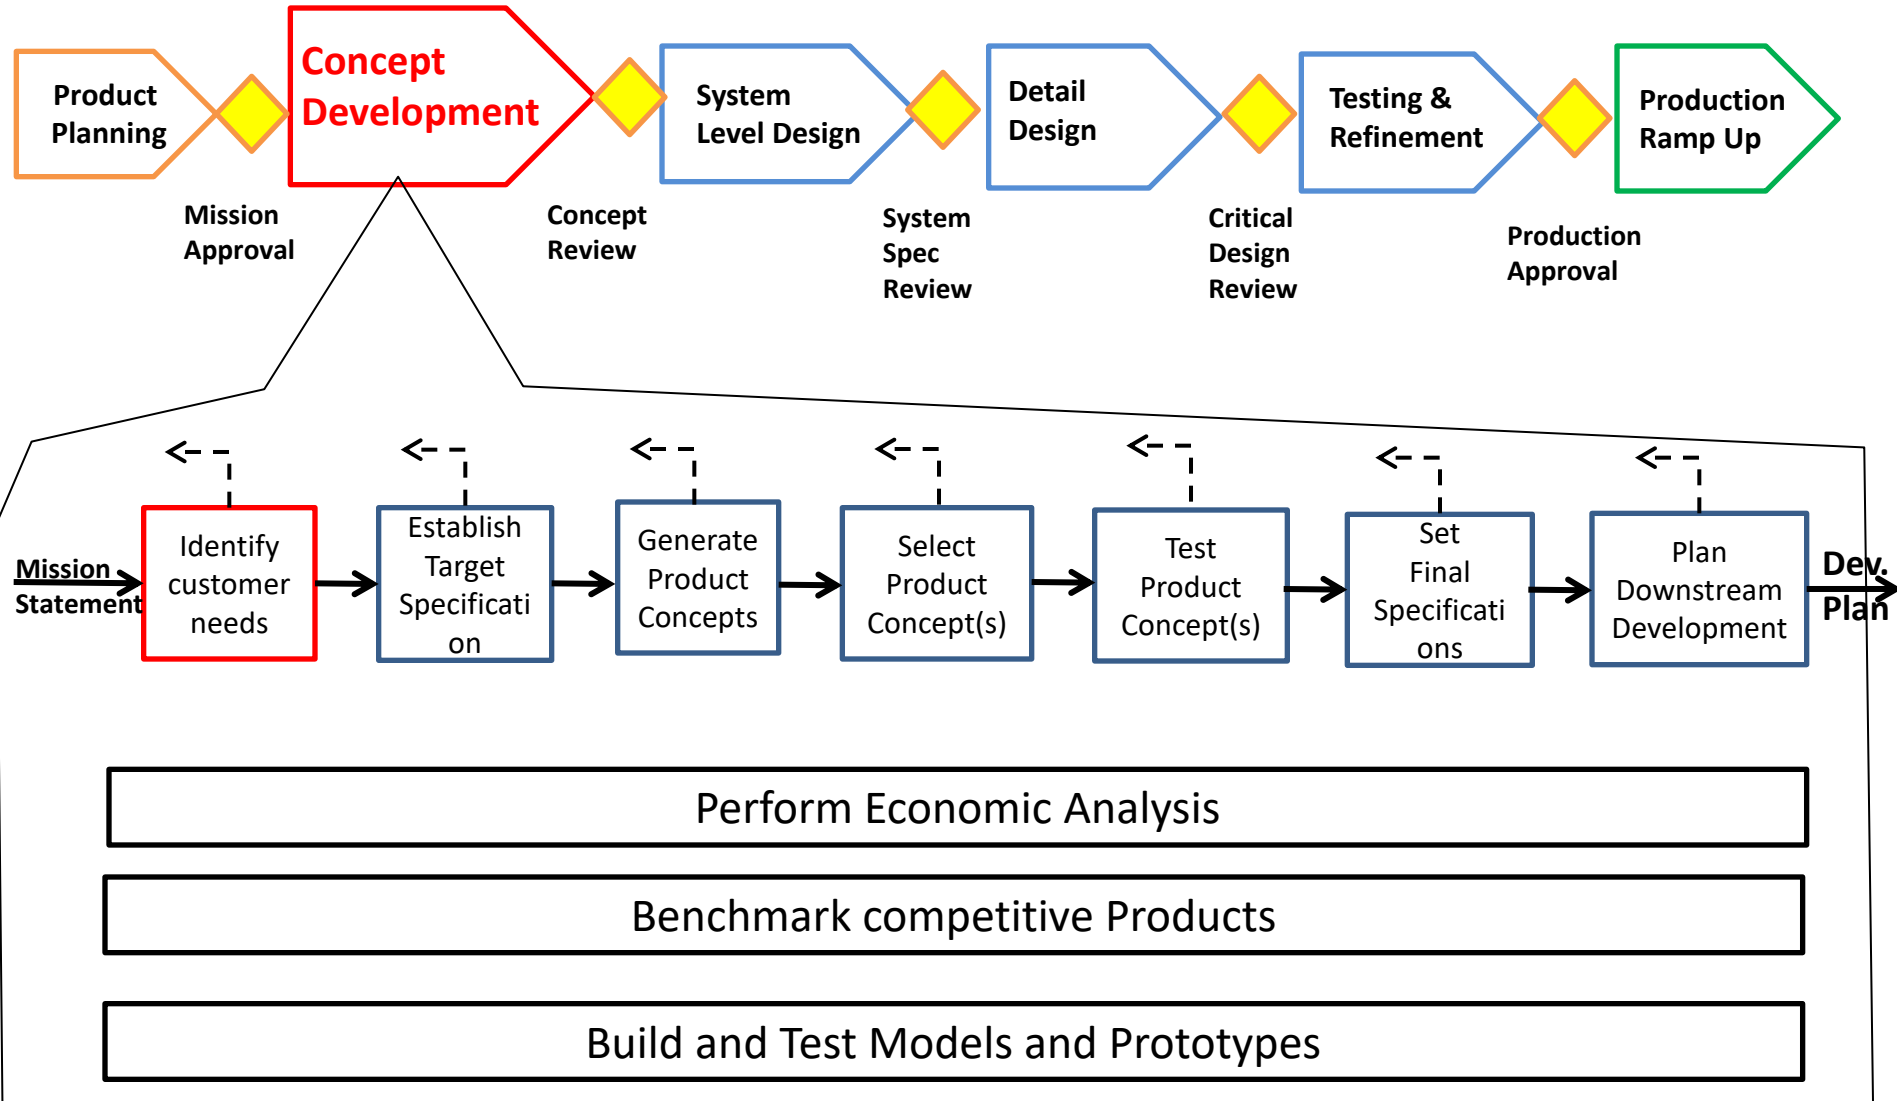 Product
Planning
Concept
Development
System
Level Design
Detail
Design
Testing &
Refinement
Production
Ramp Up
Mission
Approval
Concept
Review
System
Spec
Review
Critical
Design
Review
Production
Approval
Mission
Statement
Identify
customer
needs
Establish
Target
Specificati
on
Generate
Product
Concepts
Select
Product
Concept(s)
Test
Product
Concept(s)
Set
Final
Specificati
ons
Plan
Downstream
Development
Dev.
Plan
Perform Economic Analysis
Benchmark competitive Products
Build and Test Models and Prototypes